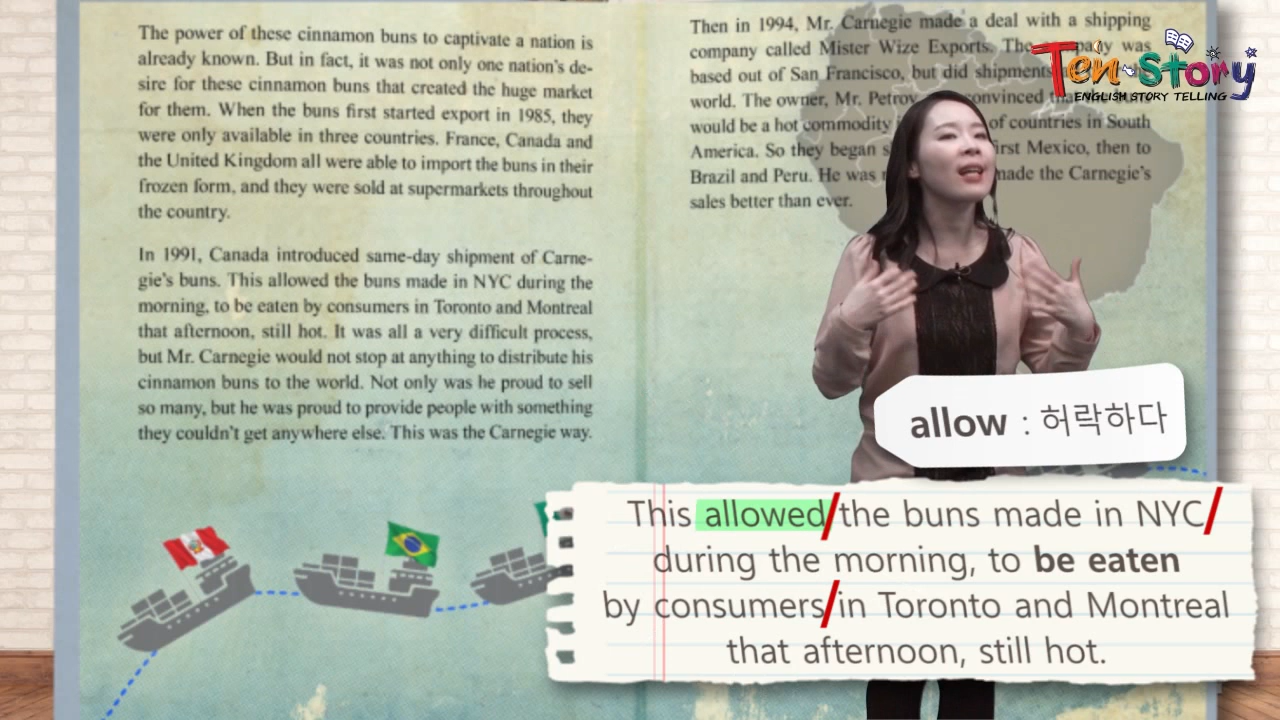 The power of these cinnamon buns to captivate a nation is
already known. But in fact, it was not only one nation's de-
sire for these cinnamon buns that created the huge market
for them. When the buns first started export in 1985, they
were only available in three countries. France, Canada and
the United Kingdom all were able to import the buns in their
frozen form, and they were sold at supermarkets throughout
the country.
In 1991, Canada introduced same-day shipment of Carne-
gie's buns. This allowed the buns made in NYC during the
morning, to be eaten by consumers in Toronto and Montreal
that afternoon, still hot. It was all a very difficult process,
but Mr. Carnegie would not stop at anything to distribute his
cinnamon buns to the world. Not only was he proud to sell
so many, but he was proud to provide people with something
they couldn't get anywhere else. This was the Carnegie way.
Then in 1994, Mr. Carnegie made a deal with a shipping
company called Mister Wize Exports. The company was
based out of San Francisco, but did shipments
world. The owner, Mr. Petrov convinced
would be a hot commodity of countries in South
America. So they began first Mexico, then to
Brazil and Peru. He was made the Carnegie's
sales better than ever.
Ten-Story
ENGLISH STORY TELLING
allow : 허락하다
This allowed/the buns made in NYC/
during the morning, to be eaten
by consumers/in Toronto and Montreal
that afternoon, still hot.